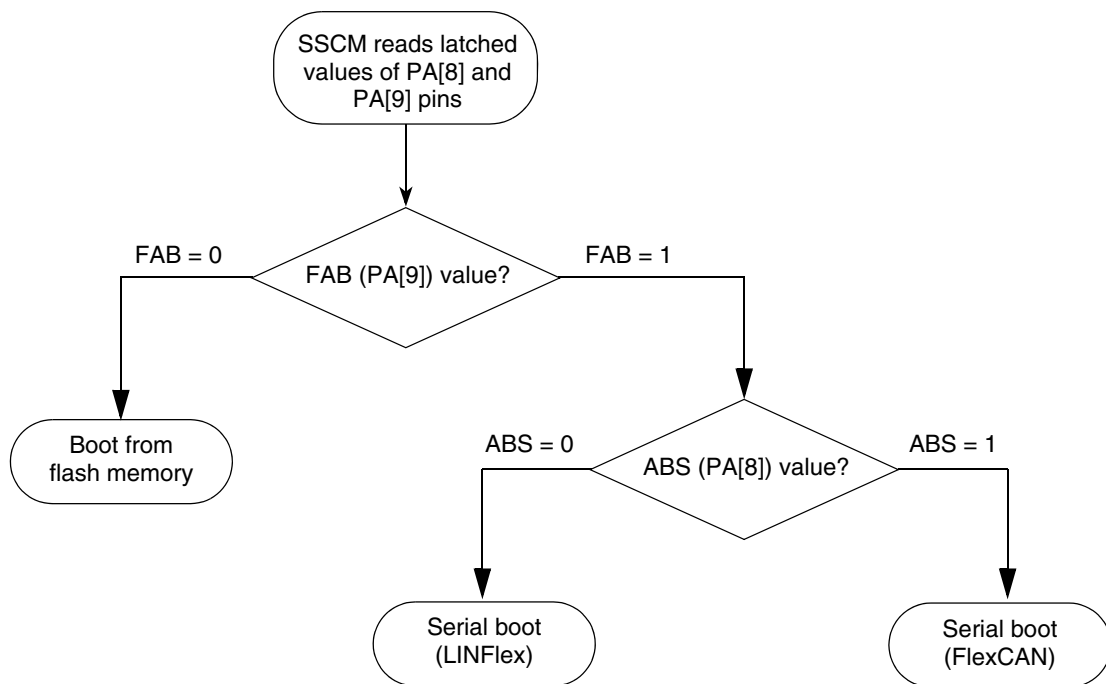 SSCM reads latched
values of PA[8] and
PA[9] pins
FAB = 0
FAB = 1
FAB (PA[9]) value?
Boot from
flash memory
ABS = 0
ABS = 1
ABS (PA[8]) value?
Serial boot
(LINFlex)
Serial boot
(FlexCAN)